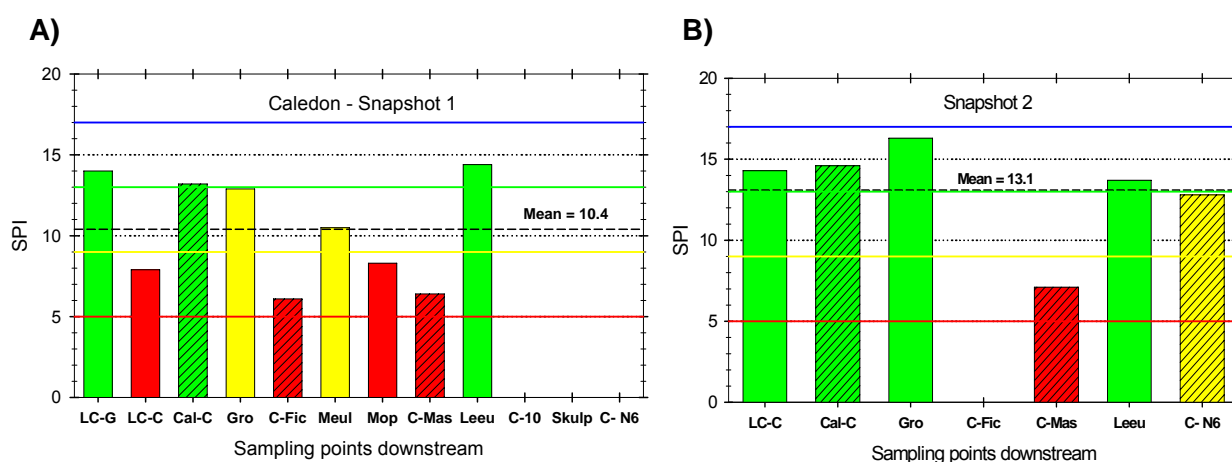 A)
20
15
10
5
0
SPI
Caledon - Snapshot 1
Mean = 10.4
LC-G LC-C Cal-C Gro C-Fic Meul Mop C-Mas Leeu C-10 Skulp C- N6
Sampling points downstream
B)
20
15
10
5
0
SPI
Snapshot 2
Mean = 13.1
LC-C Cal-C Gro C-Fic C-Mas Leeu C- N6
Sampling points downstream